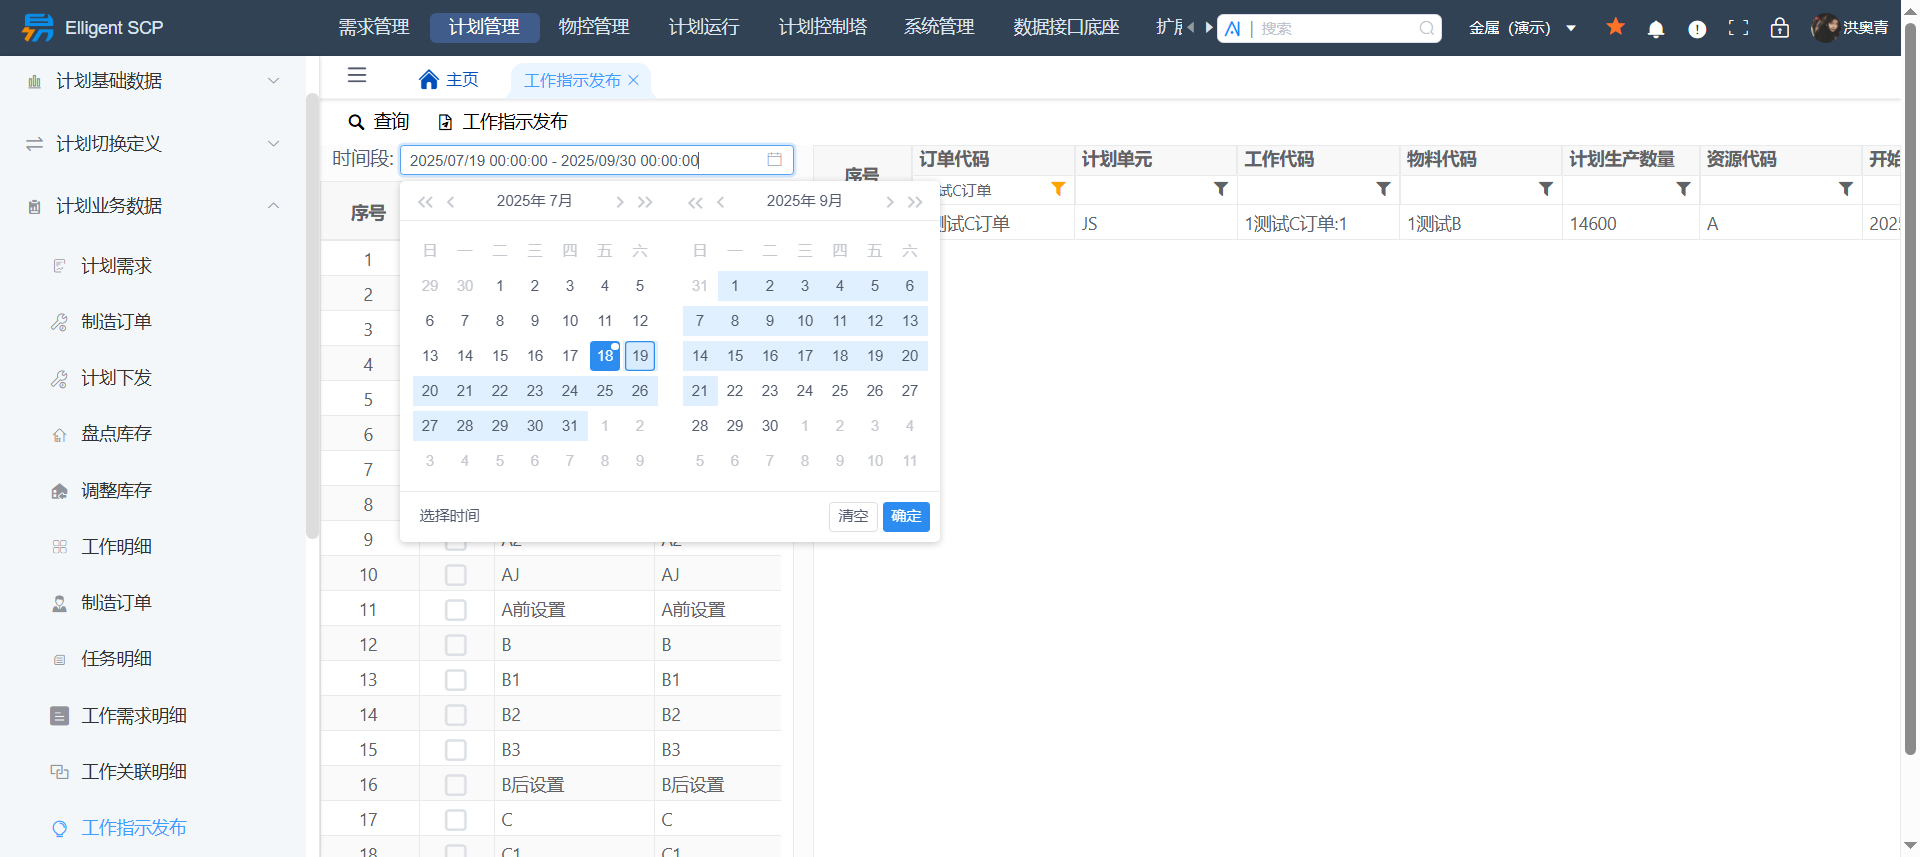 Elligent SCP
需求管理 计划管理 物控管理 计划运行 计划控制塔 系统管理 数据接口底座
搜索
金属（演示）
洪奥青
计划基础数据
计划切换定义
计划业务数据
计划需求
制造订单
计划下发
盘点库存
调整库存
工作明细
制造订单
任务明细
工作需求明细
工作关联明细
工作指示发布
主页 工作指示发布
查询 工作指示发布
时间段: 2025/07/19 00:00:00 - 2025/09/30 00:00:00
2025年 7月
日 一 二 三 四 五 六
29 30 1 2 3 4 5
6 7 8 9 10 11 12
13 14 15 16 17 18 19
20 21 22 23 24 25 26
27 28 29 30 31 1 2
3 4 5 6 7 8 9
2025年 9月
日 一 二 三 四 五 六
31 1 2 3 4 5 6
7 8 9 10 11 12 13
14 15 16 17 18 19 20
21 22 23 24 25 26 27
28 29 30 1 2 3 4
5 6 7 8 9 10 11
选择时间 清空 确定
序号
1
2
3
4
5
6
7
8
9
10 AJ AJ
11 A前设置 A前设置
12 B B
13 B1 B1
14 B2 B2
15 B3 B3
16 B后设置 B后设置
17 C C
18 C1 C1
序号 订单代码 计划单元 工作代码 物料代码 计划生产数量 资源代码 开始
试C订单
测试C订单 JS 1测试C订单:1 1测试B 14600 A 202